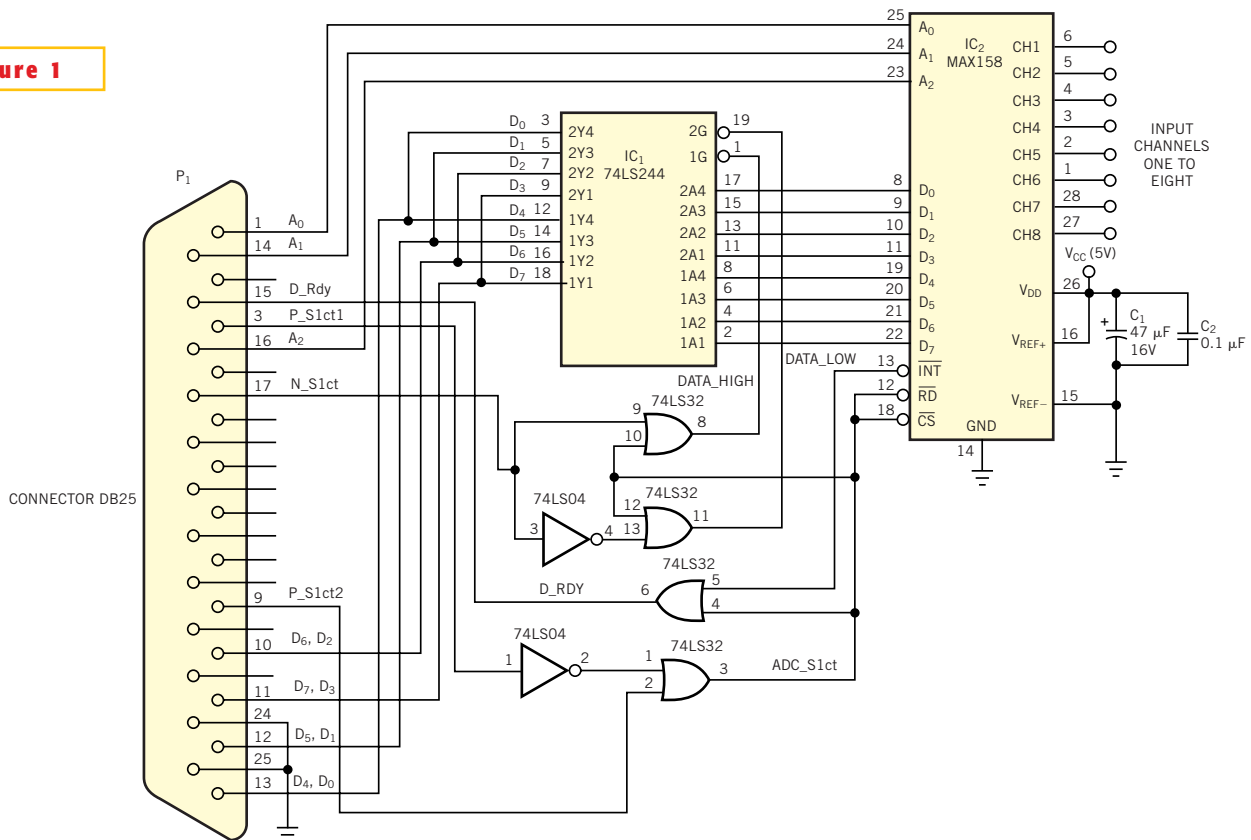 ure 1
P1
CONNECTOR DB25
1 A0
14 A1
15 D_Rdy
3 P_S1ct1
16 A2
17 N_S1ct
9 P_S1ct2
10 D6, D2
11 D7, D3
24
12 D5, D1
25
13 D4, D0
D0 3 2Y4
D1 5 2Y3
D2 7 2Y2
D3 9 2Y1
D4 12 1Y4
D5 14 1Y3
D6 16 1Y2
D7 18 1Y1
IC1
74LS244
2G 19
1G 1
2A4 17
2A3 15
2A2 13
2A1 11
1A4 8
1A3 6
1A2 4
1A1 2
DATA_HIGH
DATA_LOW
74LS32
9
10
8
74LS04
3
4
74LS32
12
13
11
74LS32
D_RDY
6
5
4
74LS04
1
2
74LS32
1
2
3
ADC_S1ct
25 A0
24 A1
23 A2
IC2
MAX158
8 D0
9 D1
10 D2
11 D3
19 D4
20 D5
21 D6
22 D7
13 INT
12 RD
18 CS
GND
14
CH1 6
CH2 5
CH3 4
CH4 3
CH5 2
CH6 1
CH7 28
CH8 27
INPUT
CHANNELS
ONE TO
EIGHT
VCC (5V)
VDD 26
VREF+ 16
VREF– 15
+
C1
47 µF
16V
C2
0.1 µF